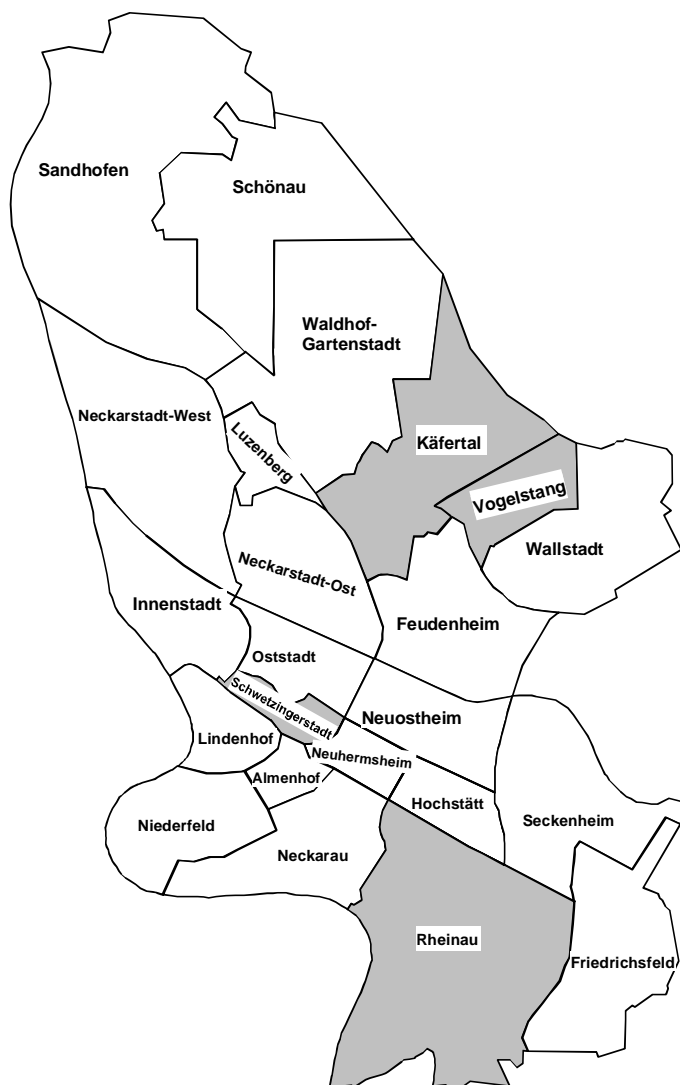 Sandhofen
Schönau
Waldhof-
Gartenstadt
Neckarstadt-West
Luzenberg
Käfertal
Vogelstang
Wallstadt
Neckarstadt-Ost
Innenstadt
Feudenheim
Oststadt
Schwetzingerstadt
Neuostheim
Lindenhof
Neuhermsheim
Almenhof
Hochstätt
Niederfeld
Seckenheim
Neckarau
Rheinau
Friedrichsfeld